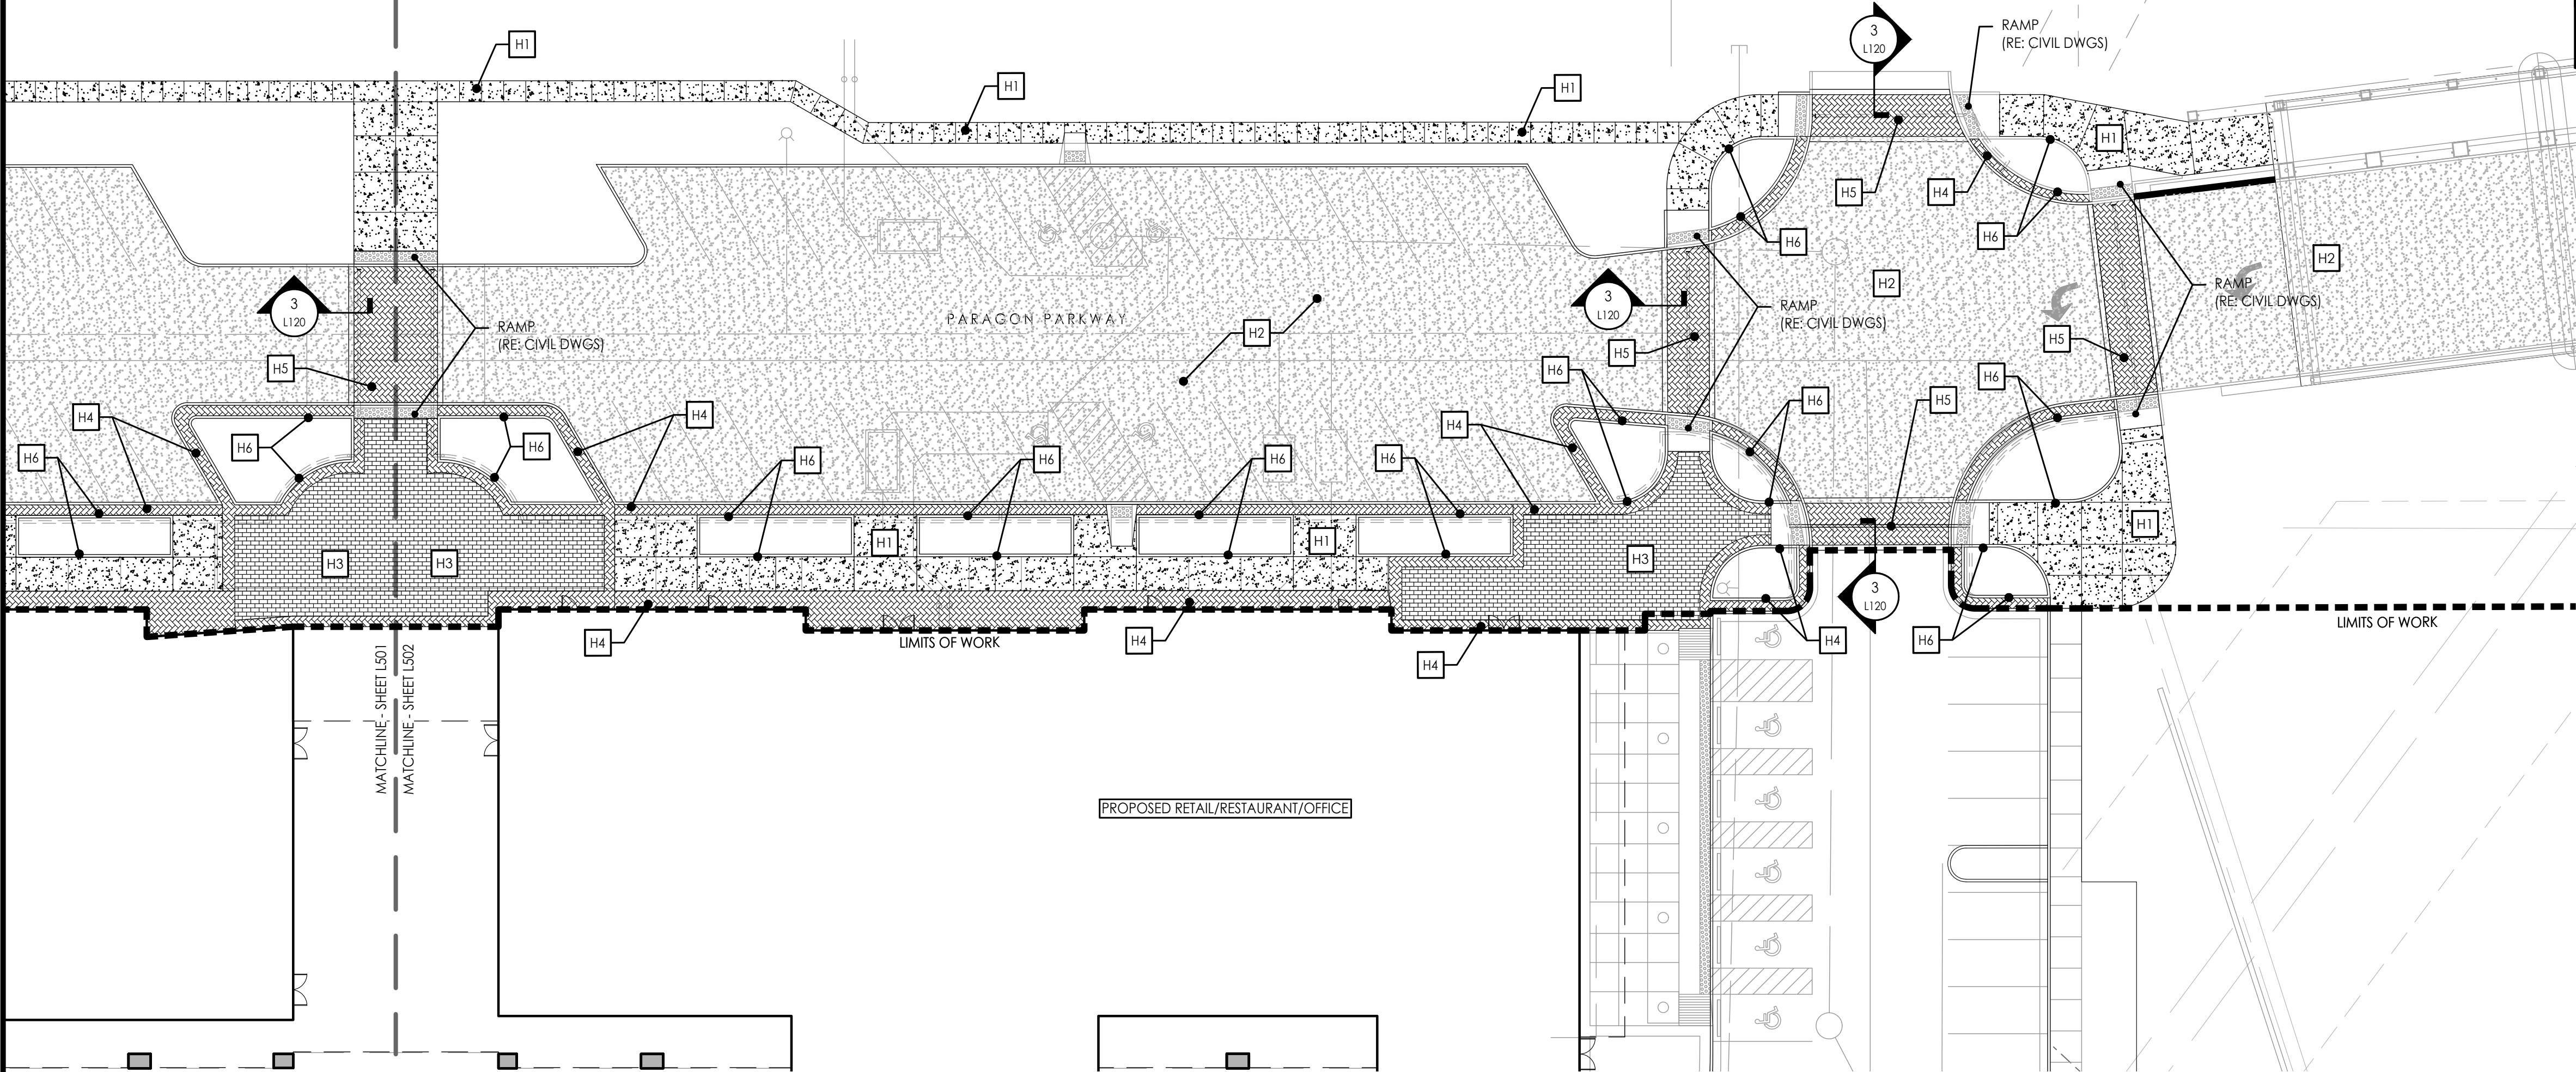 H1
H1
H1
3
L120
RAMP
(RE: CIVIL DWGS)
H1
H5
H4
H6
H6
H2
H2
3
L120
RAMP
(RE: CIVIL DWGS)
H5
PARAGON PARKWAY
H2
3
L120
H5
RAMP
(RE: CIVIL DWGS)
RAMP
(RE: CIVIL DWGS)
H5
H6
H6
H6
H5
H4
H6
H6
H6
H4
H6
H6
H6
H6
H4
H3
H3
H1
H1
H3
H1
3
L120
H4
LIMITS OF WORK
H4
H4
H4
H6
LIMITS OF WORK
MATCHLINE - SHEET L501
MATCHLINE - SHEET L502
PROPOSED RETAIL/RESTAURANT/OFFICE